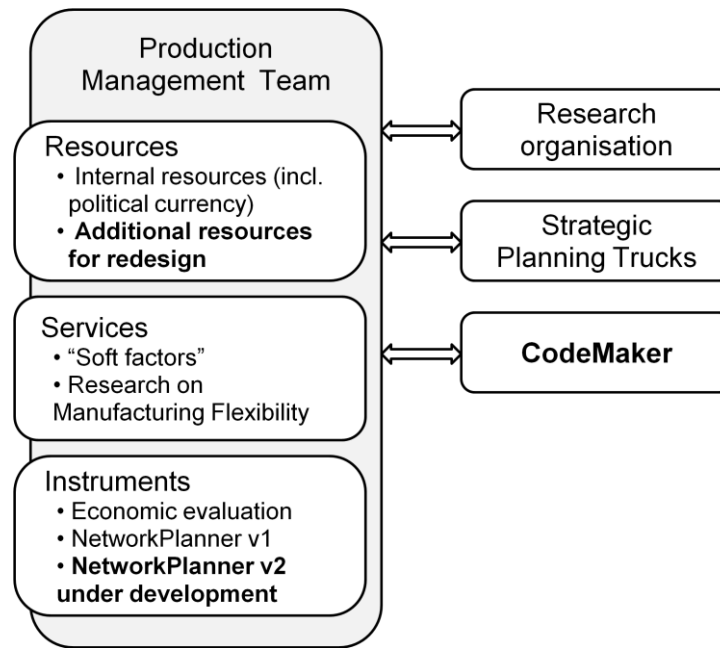 Production
Management Team
Resources
• Internal resources (incl.
political currency)
• Additional resources
for redesign
Services
• “Soft factors”
• Research on
Manufacturing Flexibility
Instruments
• Economic evaluation
• NetworkPlanner v1
• NetworkPlanner v2
under development
Research
organisation
Strategic
Planning Trucks
CodeMaker